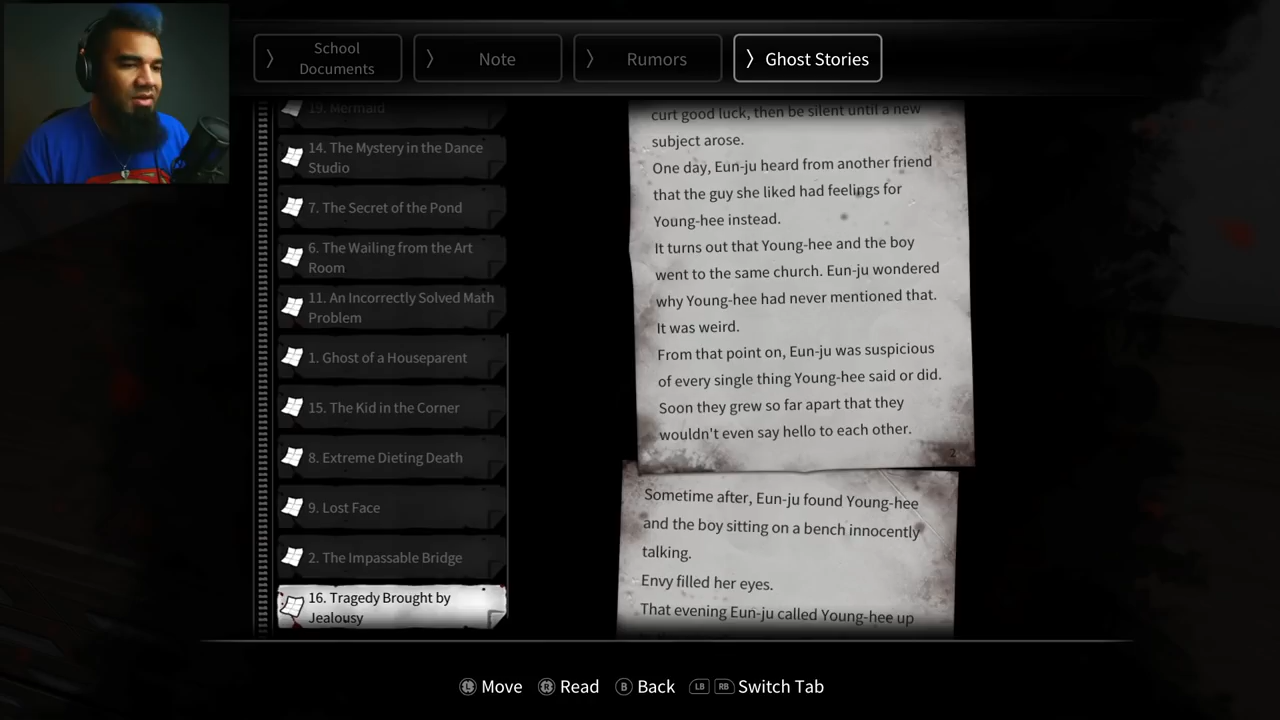 School
Documents
Note
Rumors
Ghost Stories
19. Mermaid
14. The Mystery in the Dance
Studio
7. The Secret of the Pond
6. The Wailing from the Art
Room
11. An Incorrectly Solved Math
Problem
1. Ghost of a Houseparent
15. The Kid in the Corner
8. Extreme Dieting Death
9. Lost Face
2. The Impassable Bridge
16. Tragedy Brought by
Jealousy
curt good luck, then be silent until a new
subject arose.
One day, Eun-ju heard from another friend
that the guy she liked had feelings for
Young-hee instead.
It turns out that Young-hee and the boy
went to the same church. Eun-ju wondered
why Young-hee had never mentioned that.
It was weird.
From that point on, Eun-ju was suspicious
of every single thing Young-hee said or did.
Soon they grew so far apart that they
wouldn't even say hello to each other.
2
Sometime after, Eun-ju found Young-hee
and the boy sitting on a bench innocently
talking.
Envy filled her eyes.
That evening Eun-ju called Young-hee up
L Move
R Read
B Back
LB RB Switch Tab